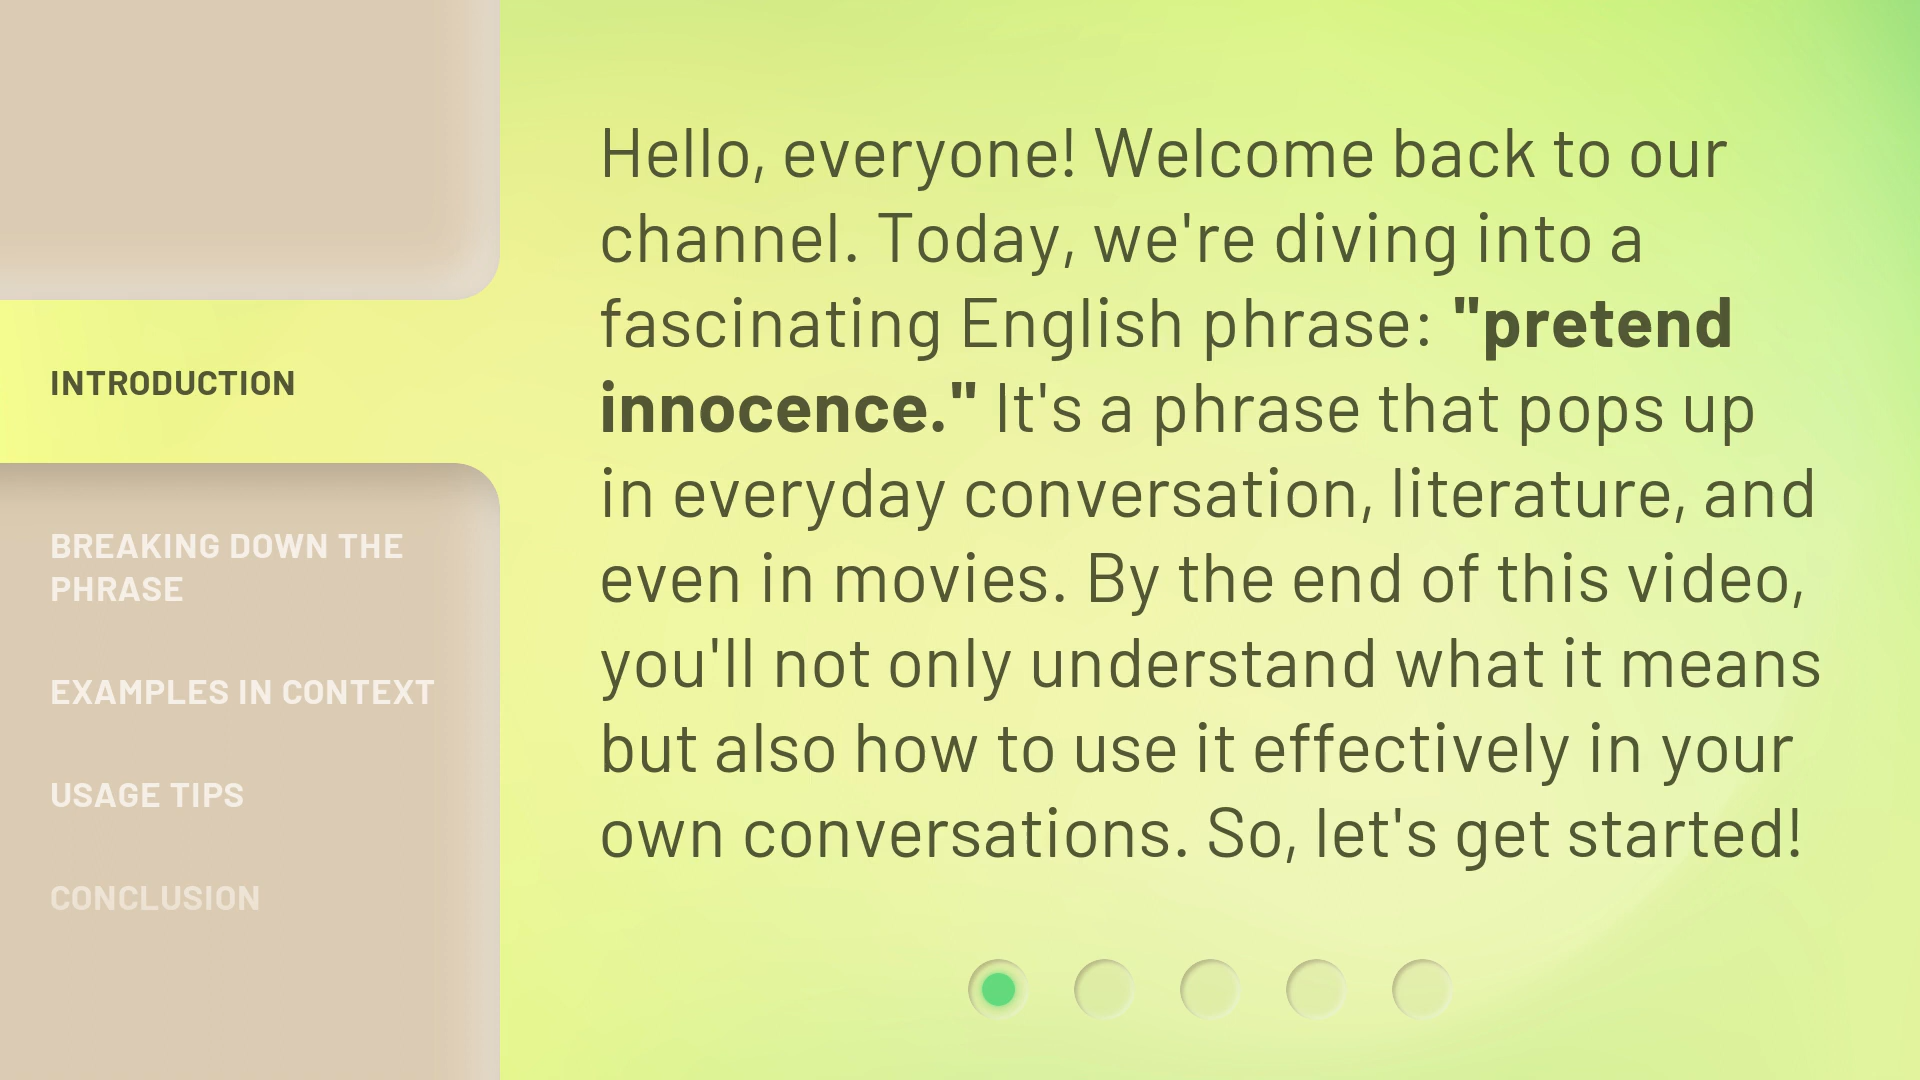 INTRODUCTION
BREAKING DOWN THE
PHRASE
EXAMPLES IN CONTEXT
USAGE TIPS
CONCLUSION
Hello, everyone! Welcome back to our
channel. Today, we're diving into a
fascinating English phrase: "pretend
innocence." It's a phrase that pops up
in everyday conversation, literature, and
even in movies. By the end of this video,
you'll not only understand what it means
but also how to use it effectively in your
own conversations. So, let's get started!